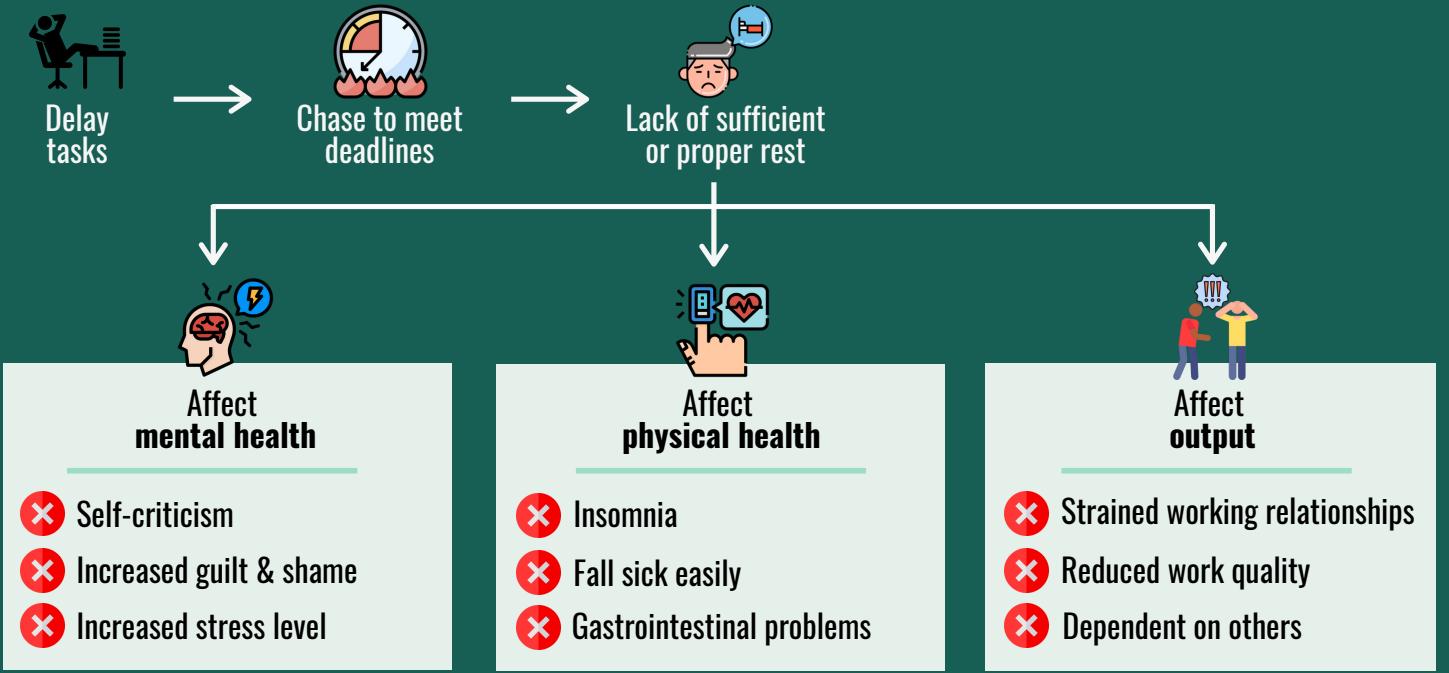 Delay
tasks
Chase to meet
deadlines
Lack of sufficient
or proper rest
Affect
mental health
Self-criticism
Increased guilt & shame
Increased stress level
Affect
physical health
Insomnia
Fall sick easily
Gastrointestinal problems
!!!
Affect
output
Strained working relationships
Reduced work quality
Dependent on others